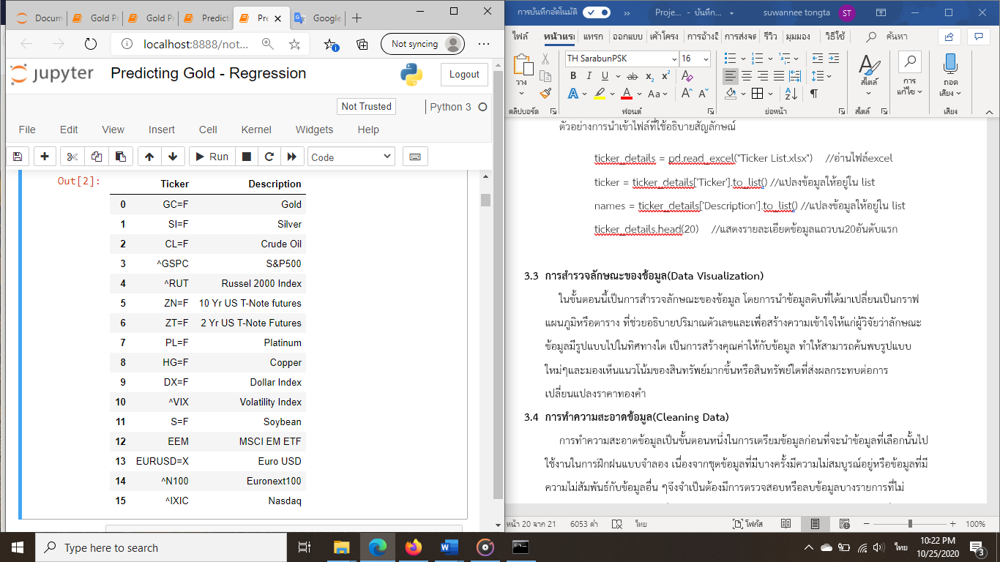 Docum
Gold Pr
Gold Pr
Predict
Pre
Google
localhost:8888/not...
Not syncing
jupyter Predicting Gold - Regression
Logout
Not Trusted
Python 3
File Edit View Insert Cell Kernel Widgets Help
Run
Code
Out[2]:
Ticker Description
0 GC=F Gold
1 SI=F Silver
2 CL=F Crude Oil
3 ^GSPC S&P500
4 ^RUT Russel 2000 Index
5 ZN=F 10 Yr US T-Note futures
6 ZT=F 2 Yr US T-Note Futures
7 PL=F Platinum
8 HG=F Copper
9 DX=F Dollar Index
10 ^VIX Volatility Index
11 S=F Soybean
12 EEM MSCI EM ETF
13 EURUSD=X Euro USD
14 ^N100 Euronext100
15 ^IXIC Nasdaq
การบันทึกอัตโนมัติ
Proje... - บันทึก...
suwannee tongta ST
ไฟล์ หน้าแรก แทรก ออกแบบ เค้าโครง การอ้างอิ การส่งจด รีวิว มุมมอง วิธีใช้ ค้นหา
วาง
TH SarabunPSK 16
B I U ab x₂ x²
A A Aa A A
สไตล์
การแก้ไข
ถอดเสียง
คลิปบอร์ด ฟอนต์ ย่อหน้า สไตล์ เสียง
ตัวอย่างการนำเข้าไฟล์ที่ใช้อธิบายสัญลักษณ์
ticker_details = pd.read_excel("Ticker List.xlsx") //อ่านไฟล์excel
ticker = ticker_details['Ticker'].to_list() //แปลงข้อมูลให้อยู่ใน list
names = ticker_details['Description'].to_list() //แปลงข้อมูลให้อยู่ใน list
ticker_details.head(20) //แสดงรายละเอียดข้อมูลแถวบน20อันดับแรก
3.3 การสำรวจลักษณะของข้อมูล(Data Visualization)
ในขั้นตอนนี้เป็นการสำรวจลักษณะของข้อมูล โดยการนำข้อมูลดิบที่ได้มาเปลี่ยนเป็นกราฟ
แผนภูมิหรือตาราง ที่ช่วยอธิบายปริมาณตัวเลขและเพื่อสร้างความเข้าใจให้แก่ผู้วิจัยว่าลักษณะ
ข้อมูลมีรูปแบบไปในทิศทางใด เป็นการสร้างคุณค่าให้กับข้อมูล ทำให้สามารถค้นพบรูปแบบ
ใหม่ๆและมองเห็นแนวโน้มของสินทรัพย์มากขึ้นหรือสินทรัพย์ใดที่ส่งผลกระทบต่อการ
เปลี่ยนแปลงราคาทองคำ
3.4 การทำความสะอาดข้อมูล(Cleaning Data)
การทำความสะอาดข้อมูลเป็นขั้นตอนหนึ่งในการเตรียมข้อมูลก่อนที่จะนำข้อมูลที่เลือกนั้นไป
ใช้งานในการฝึกฝนแบบจำลอง เนื่องจากชุดข้อมูลที่มีบางครั้งมีความไม่สมบูรณ์อยู่หรือข้อมูลที่มี
ความไม่สัมพันธ์กับข้อมูลอื่น ๆจึงจำเป็นต้องมีการตรวจสอบหรือลบข้อมูลบางรายการที่ไม่
หน้า 20 จาก 21 6053 คำ ไทย โฟกัส 100%
Type here to search
ไทย
10:22 PM
10/25/2020
3